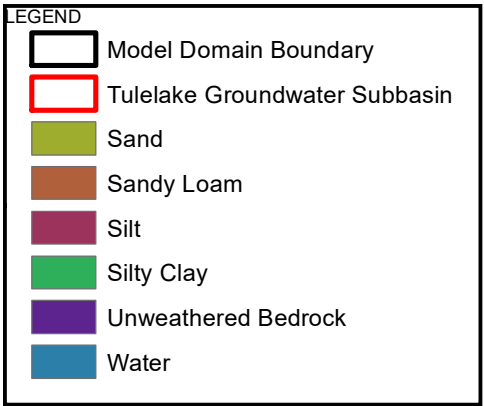 LEGEND
Model Domain Boundary
Tulelake Groundwater Subbasin
Sand
Sandy Loam
Silt
Silty Clay
Unweathered Bedrock
Water